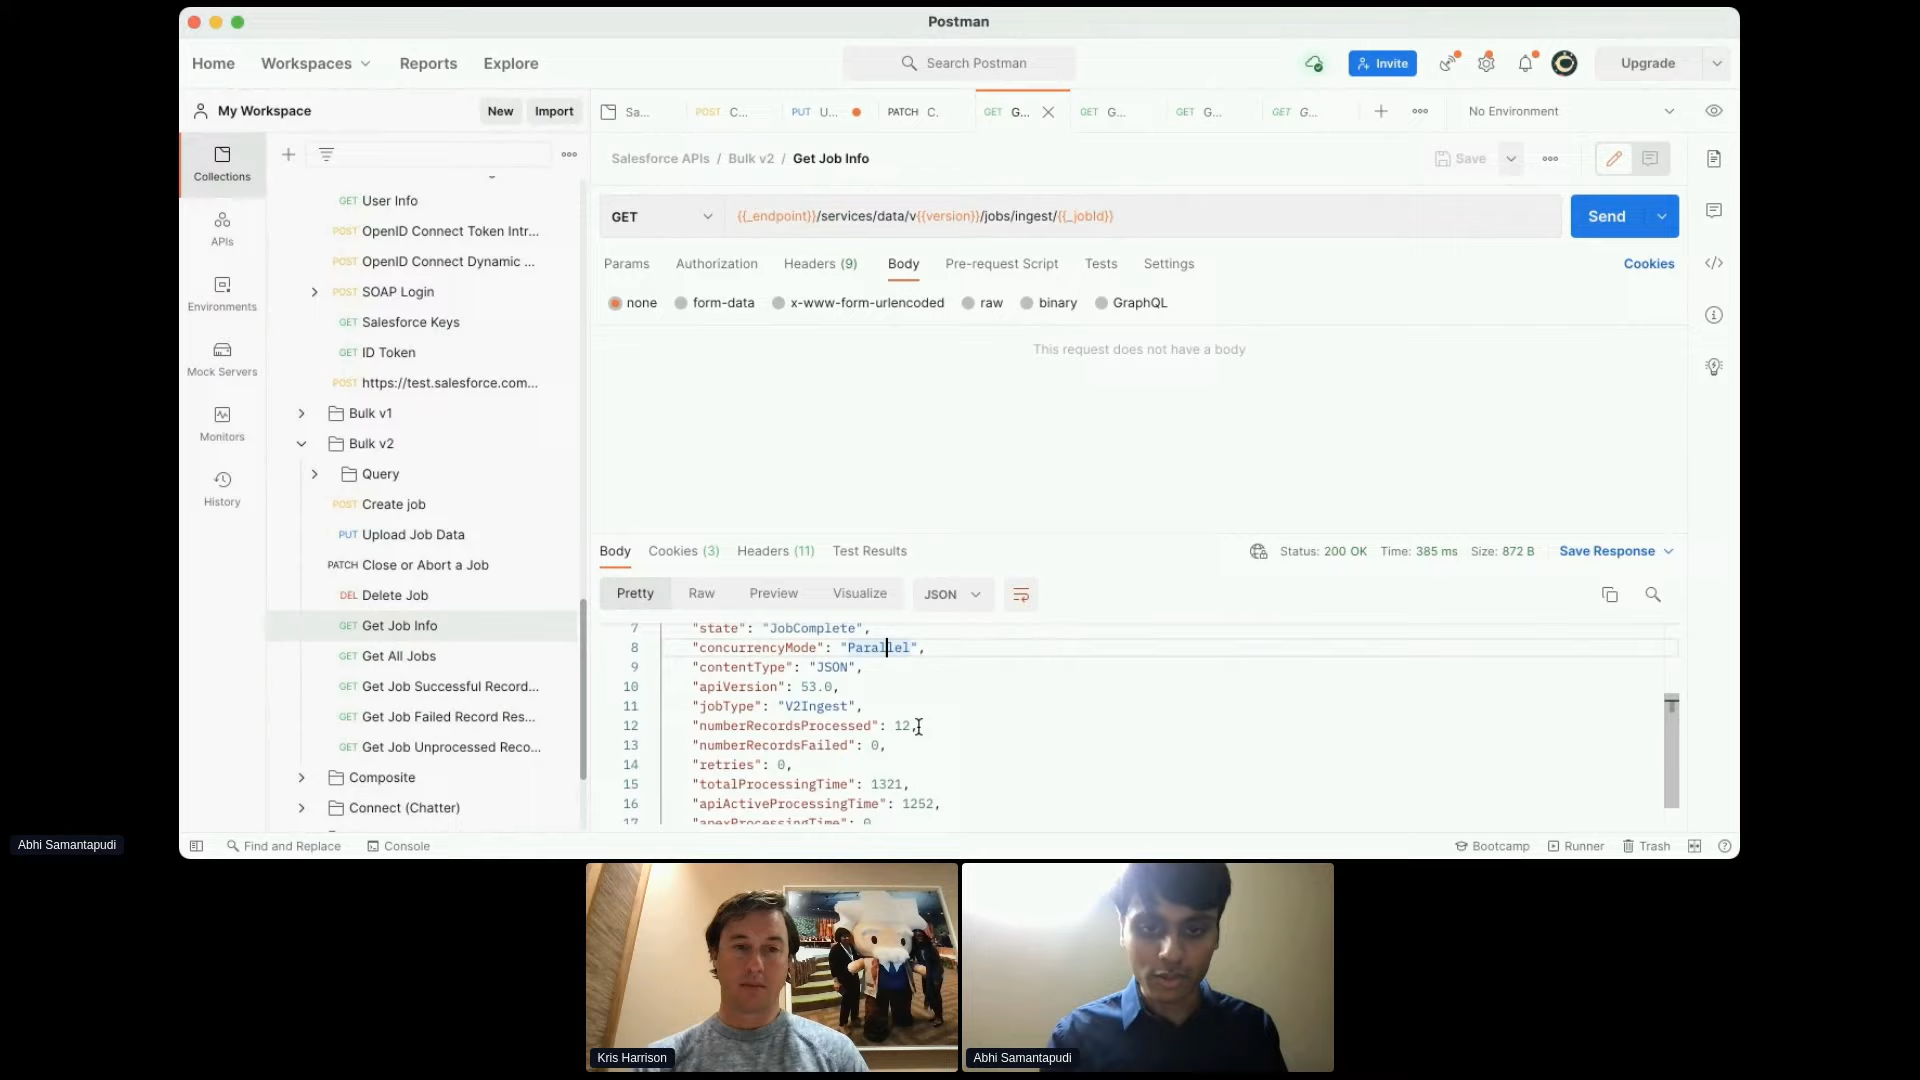 Postman
Home
Workspaces
Reports
Explore
Search Postman
Invite
Upgrade
My Workspace
New
Import
Sa...
POST C...
PUT U...
PATCH C.
GET G...
GET G...
GET G...
GET G...
No Environment
Collections
APIs
Environments
Mock Servers
Monitors
History
GET User Info
POST OpenID Connect Token Intr...
POST OpenID Connect Dynamic ...
POST SOAP Login
GET Salesforce Keys
GET ID Token
POST https://test.salesforce.com...
Bulk v1
Bulk v2
Query
POST Create job
PUT Upload Job Data
PATCH Close or Abort a Job
DEL Delete Job
GET Get Job Info
GET Get All Jobs
GET Get Job Successful Record...
GET Get Job Failed Record Res...
GET Get Job Unprocessed Reco...
Composite
Connect (Chatter)
Salesforce APIs / Bulk v2 / Get Job Info
Save
GET
{{_endpoint}}/services/data/v{{version}}/jobs/ingest/{{_jobId}}
Send
Params
Authorization
Headers (9)
Body
Pre-request Script
Tests
Settings
Cookies
none
form-data
x-www-form-urlencoded
raw
binary
GraphQL
This request does not have a body
Body
Cookies (3)
Headers (11)
Test Results
Status: 200 OK
Time: 385 ms
Size: 872 B
Save Response
Pretty
Raw
Preview
Visualize
JSON
7 "state": "JobComplete",
8 "concurrencyMode": "Parallel",
9 "contentType": "JSON",
10 "apiVersion": 53.0,
11 "jobType": "V2Ingest",
12 "numberRecordsProcessed": 12,
13 "numberRecordsFailed": 0,
14 "retries": 0,
15 "totalProcessingTime": 1321,
16 "apiActiveProcessingTime": 1252,
17 "apexProcessingTime": 0
Find and Replace
Console
Bootcamp
Runner
Trash
Abhi Samantapudi
Kris Harrison
Abhi Samantapudi